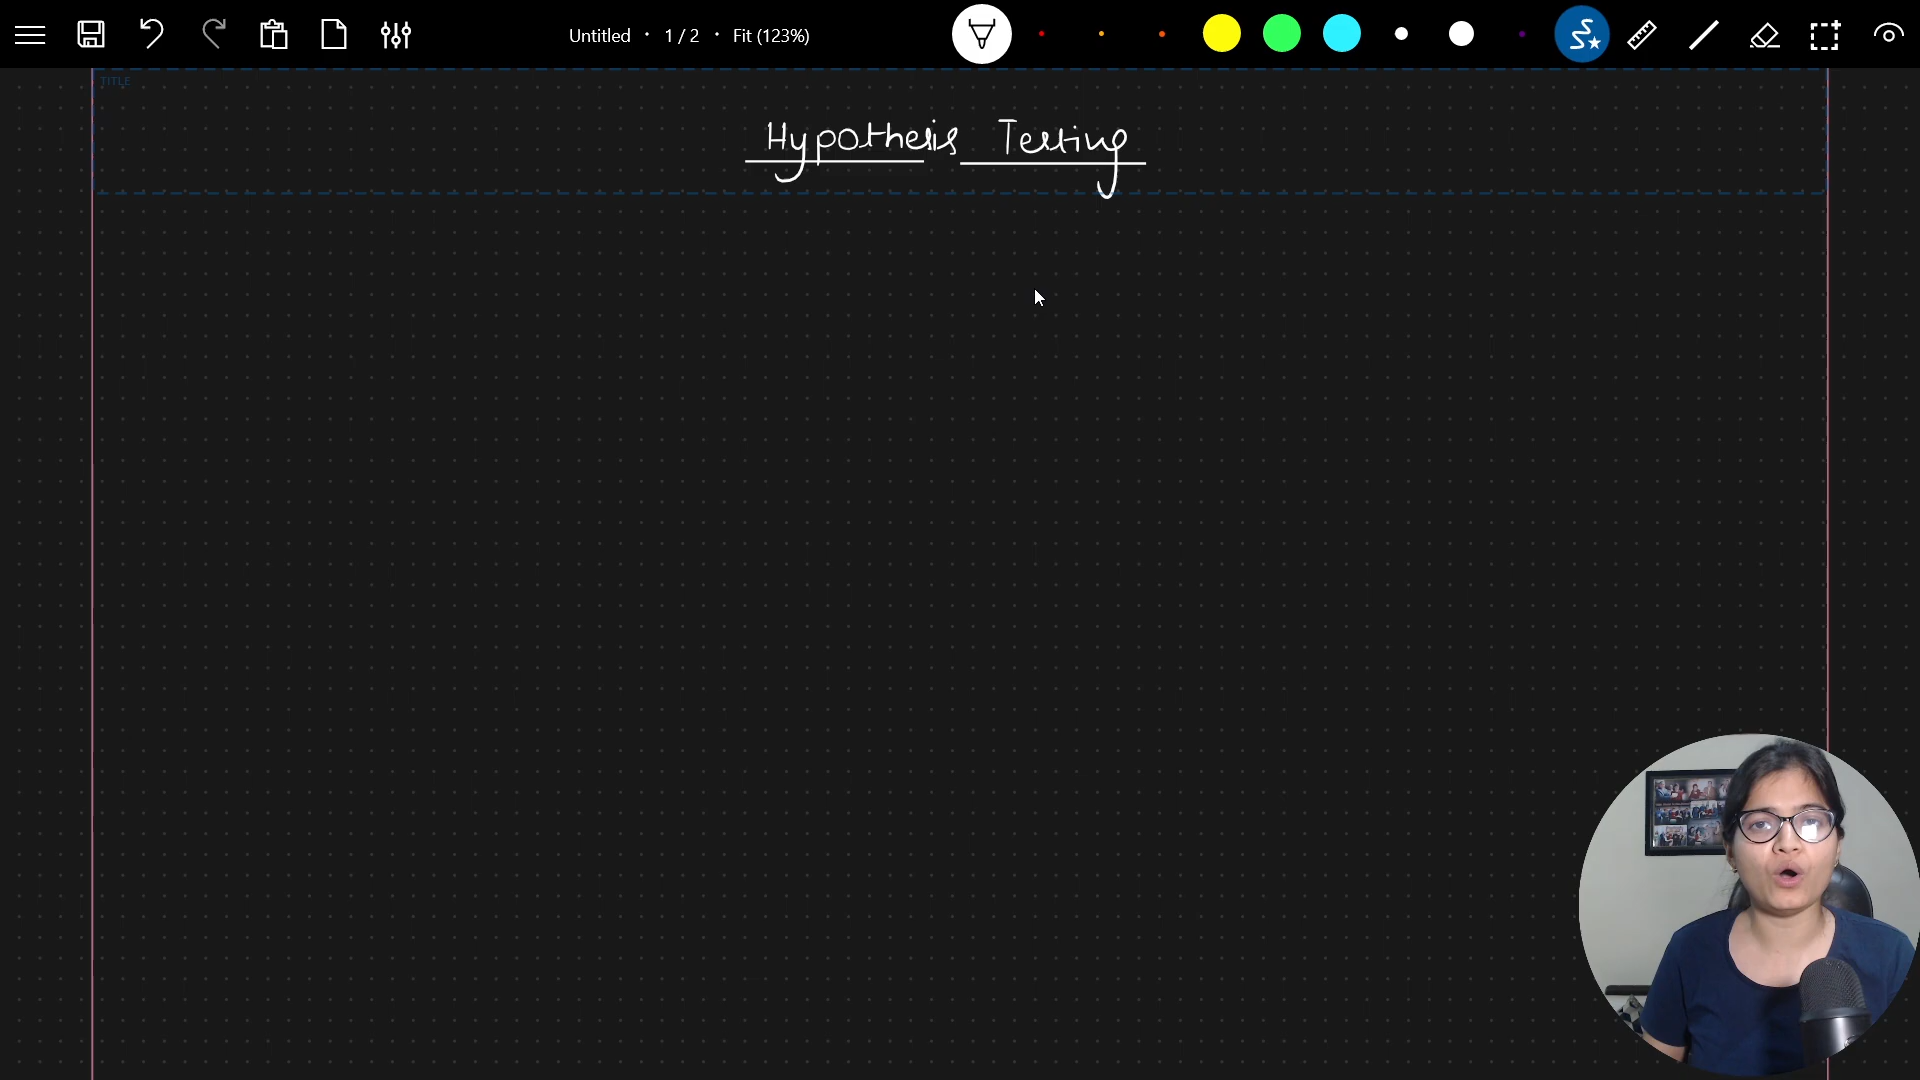 Untitled • 1 / 2 • Fit (123%)
TITLE
Hypothesis Testing